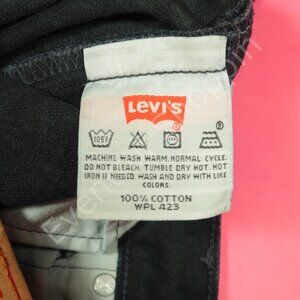 LEVI'S
105F
MACHINE WASH WARM. NORMAL CYCLE.
DO NOT BLEACH. TUMBLE DRY HOT.
IRON IF NEEDED. WASH AND DRY WITH LIKE
COLORS.
100% COTTON
WPL 423